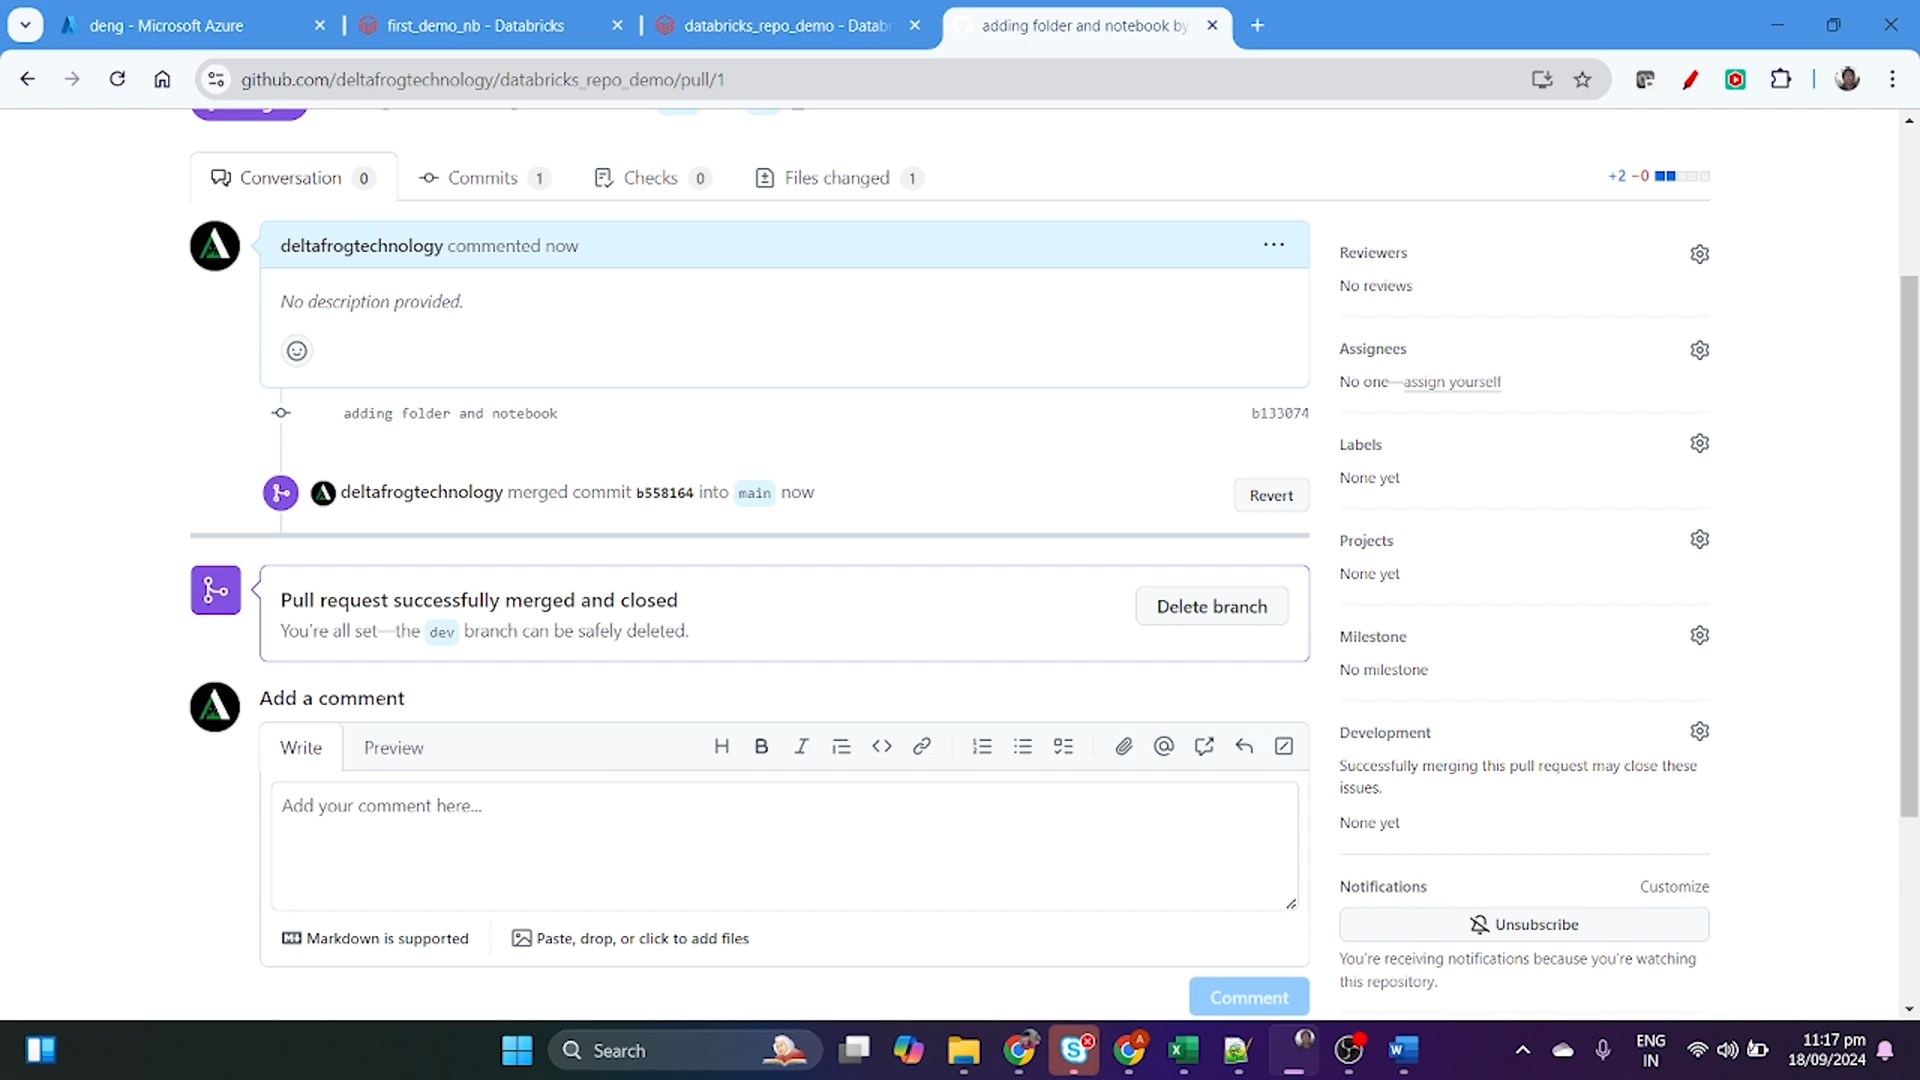 deng - Microsoft Azure
first_demo_nb - Databricks
databricks_repo_demo - Datab
adding folder and notebook by
github.com/deltafrogtechnology/databricks_repo_demo/pull/1
Conversation 0
Commits 1
Checks 0
Files changed 1
+2 −0
deltafrogtechnology commented now
No description provided.
adding folder and notebook
b133074
deltafrogtechnology merged commit b558164 into main now
Revert
Pull request successfully merged and closed
You're all set—the dev branch can be safely deleted.
Delete branch
Add a comment
Write
Preview
Add your comment here...
Markdown is supported
Paste, drop, or click to add files
Comment
Reviewers
No reviews
Assignees
No one—assign yourself
Labels
None yet
Projects
None yet
Milestone
No milestone
Development
Successfully merging this pull request may close these
issues.
None yet
Notifications
Customize
Unsubscribe
You're receiving notifications because you're watching
this repository.
Search
ENG
IN
11:17 pm
18/09/2024